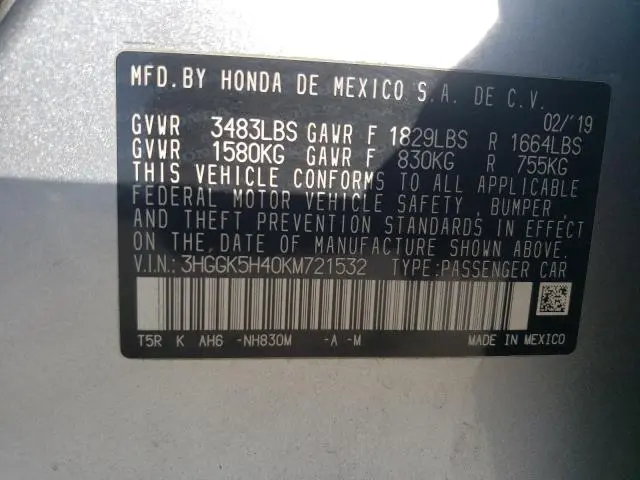 MFD. BY HONDA DE MEXICO S.A. DE C.V.
02/'19
GVWR 3483LBS GAWR F 1829LBS R 1664LBS
GVWR 1580KG GAWR F 830KG R 755KG
THIS VEHICLE CONFORMS TO ALL APPLICABLE
FEDERAL MOTOR VEHICLE SAFETY , BUMPER ,
AND THEFT PREVENTION STANDARDS IN EFFECT
ON THE DATE OF MANUFACTURE SHOWN ABOVE.
V.I.N.: 3HGGK5H40KM721532 TYPE: PASSENGER CAR
T5R K AH6 -NH830M -A -M MADE IN MEXICO